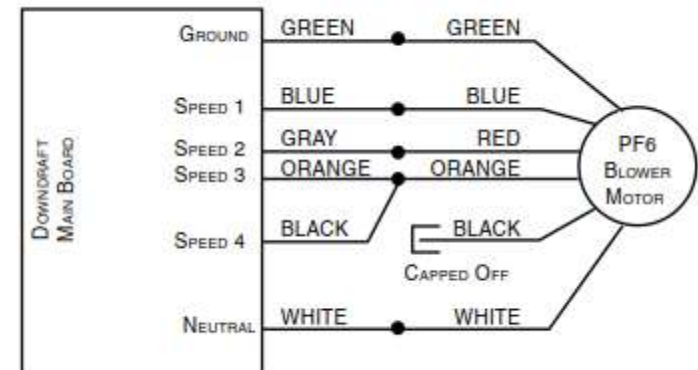 GROUND GREEN GREEN
SPEED 1 BLUE BLUE
SPEED 2 GRAY RED
SPEED 3 ORANGE ORANGE
SPEED 4 BLACK BLACK
CAPPED OFF
NEUTRAL WHITE WHITE
DOWNDRAFT
MAIN BOARD
PF6
BLOWER
MOTOR